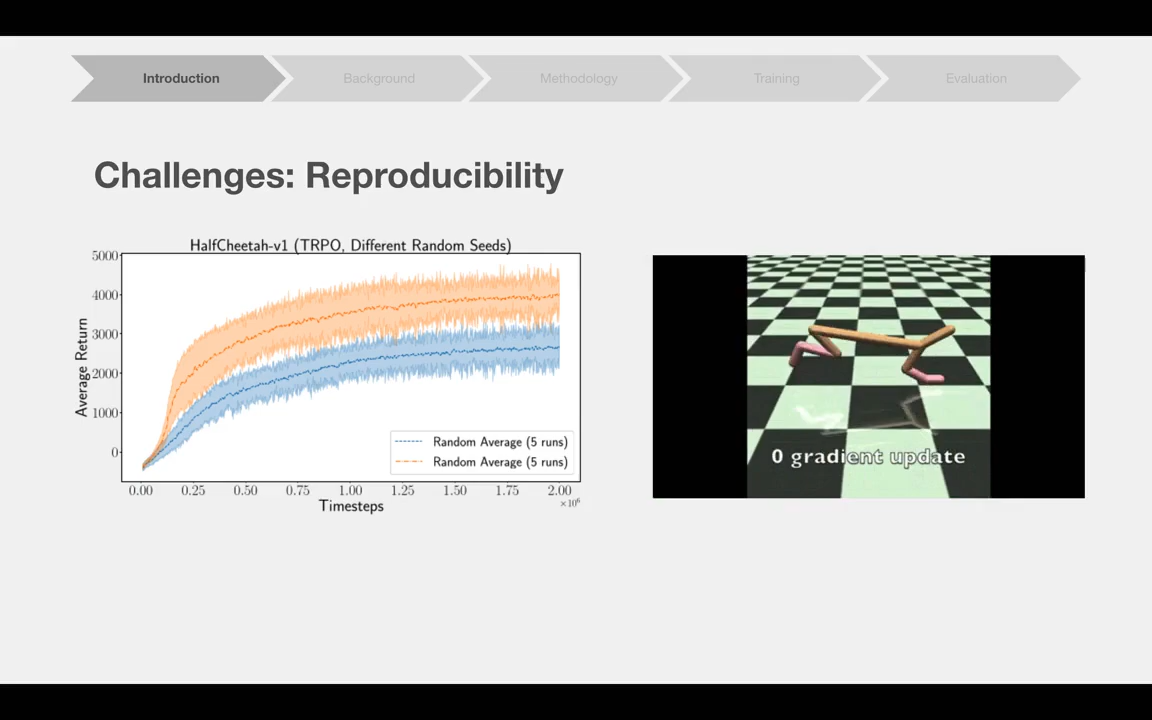 Introduction
Background
Methodology
Training
Evaluation
Challenges: Reproducibility
HalfCheetah-v1 (TRPO, Different Random Seeds)
5000
4000
3000
2000
1000
0
Average Return
Random Average (5 runs)
Random Average (5 runs)
0.00 0.25 0.50 0.75 1.00 1.25 1.50 1.75 2.00
×10⁶
Timesteps
0 gradient update